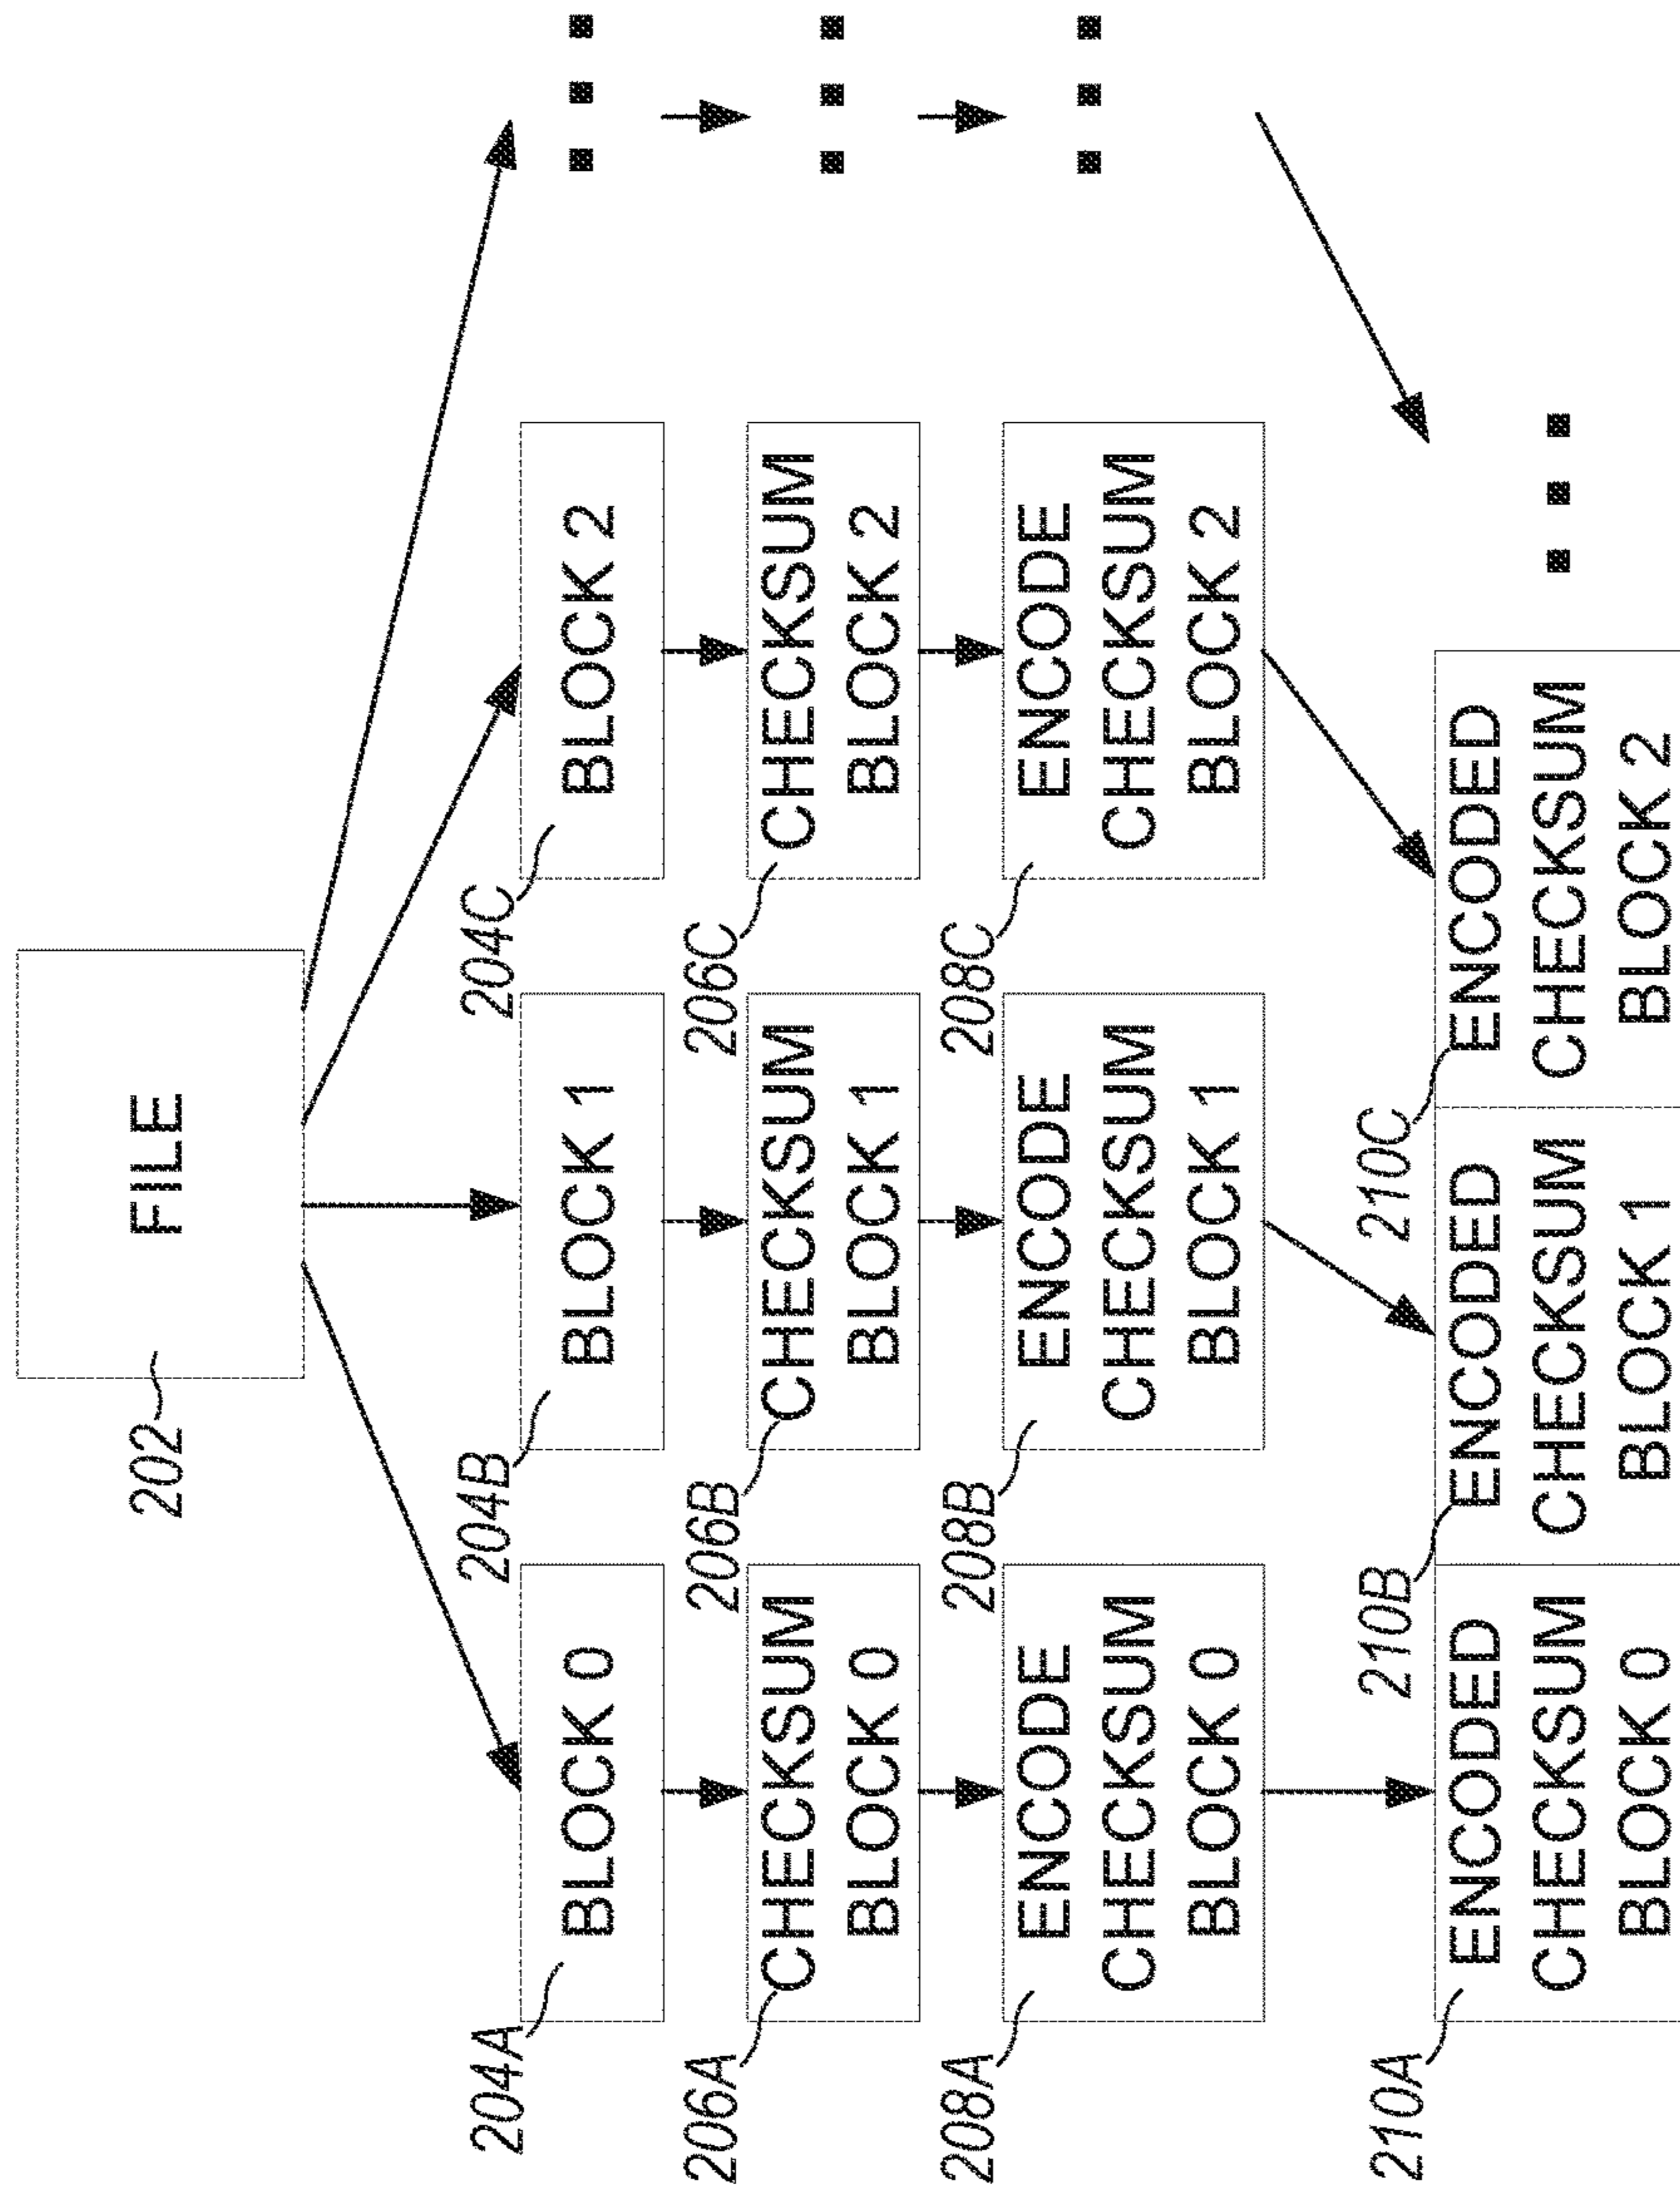 FILE
202
204A
BLOCK 0
204B
BLOCK 1
204C
BLOCK 2
206A
CHECKSUM
BLOCK 0
206B
CHECKSUM
BLOCK 1
206C
CHECKSUM
BLOCK 2
208A
ENCODE
CHECKSUM
BLOCK 0
208B
ENCODE
CHECKSUM
BLOCK 1
208C
ENCODE
CHECKSUM
BLOCK 2
210A
ENCODED
CHECKSUM
BLOCK 0
210B
ENCODED
CHECKSUM
BLOCK 1
210C
ENCODED
CHECKSUM
BLOCK 2